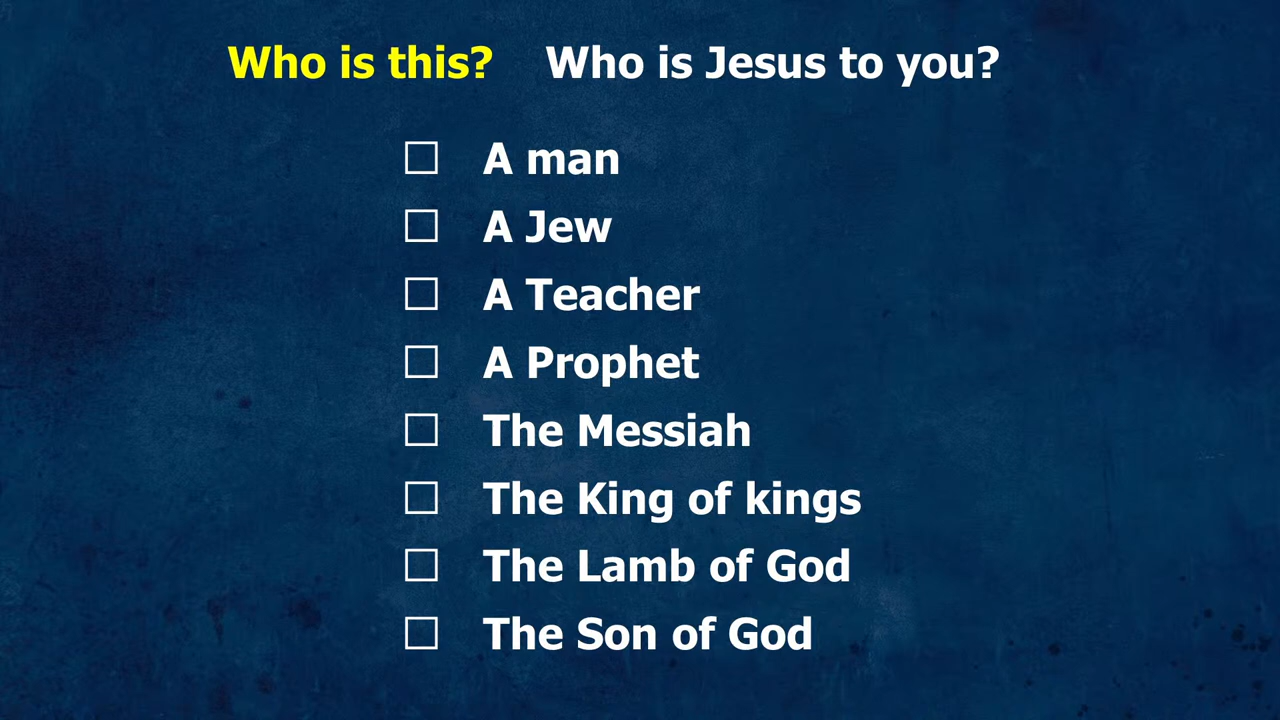 Who is this? Who is Jesus to you?
☐ A man
☐ A Jew
☐ A Teacher
☐ A Prophet
☐ The Messiah
☐ The King of kings
☐ The Lamb of God
☐ The Son of God